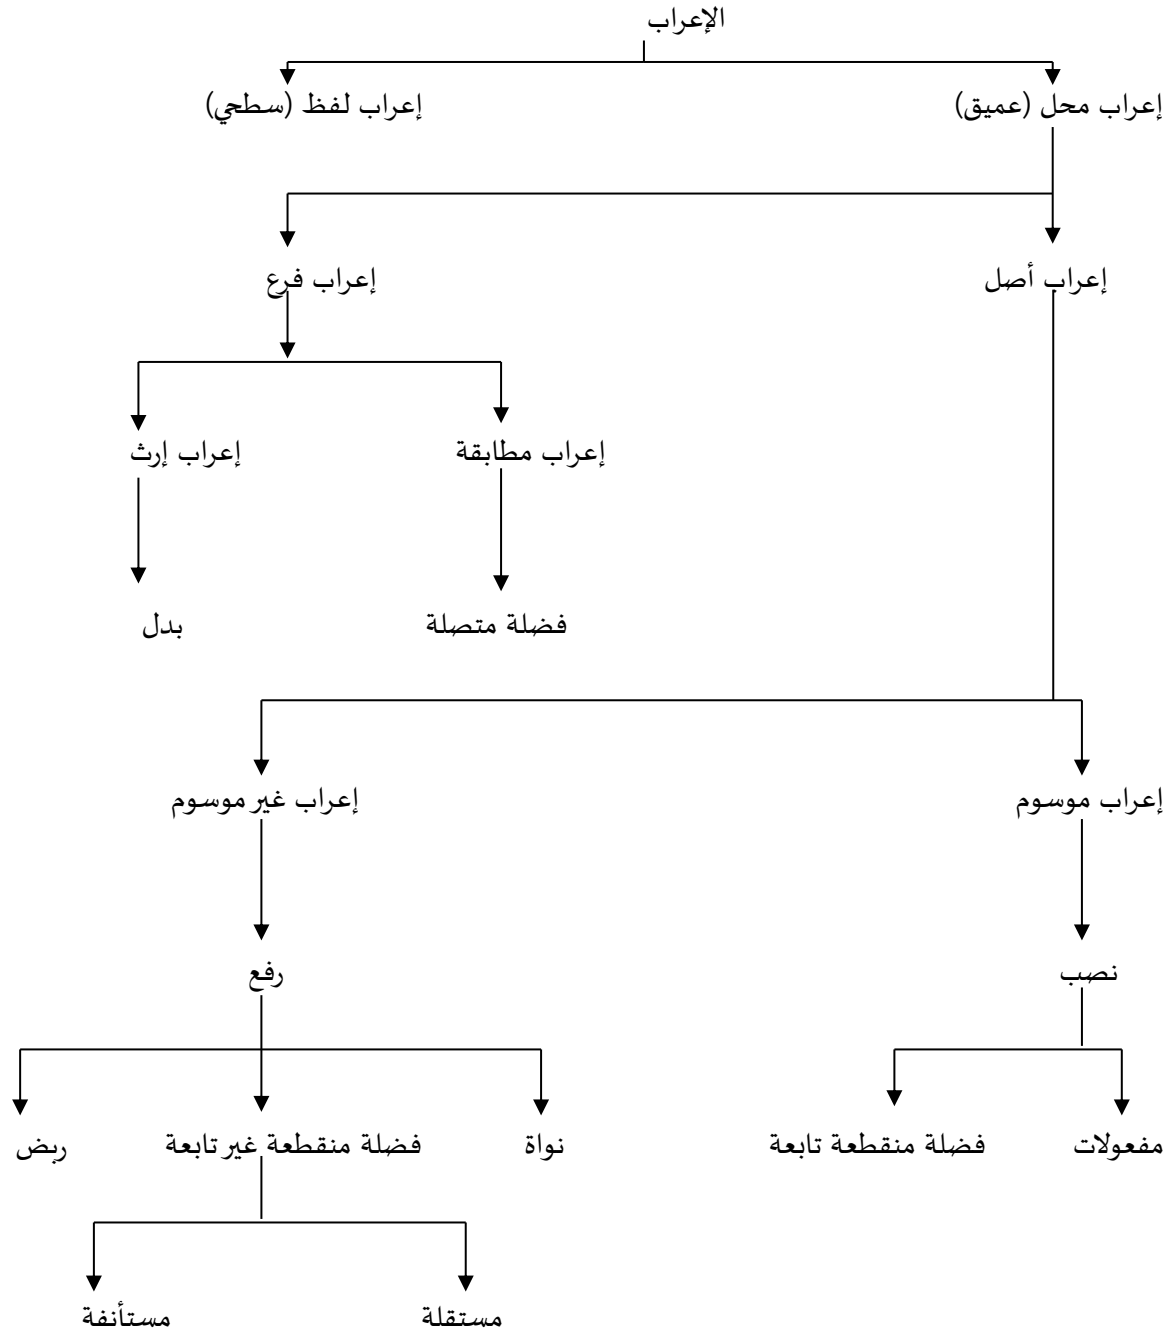 الإعراب
إعراب محل (عميق) إعراب لفظ (سطحي)
إعراب أصل إعراب فرع
إعراب مطابقة إعراب إرث
فضلة متصلة بدل
إعراب موسوم إعراب غير موسوم
نصب رفع
مفعولات فضلة منقطعة تابعة نواة فضلة منقطعة غير تابعة ربض
مستقلة مستأنفة